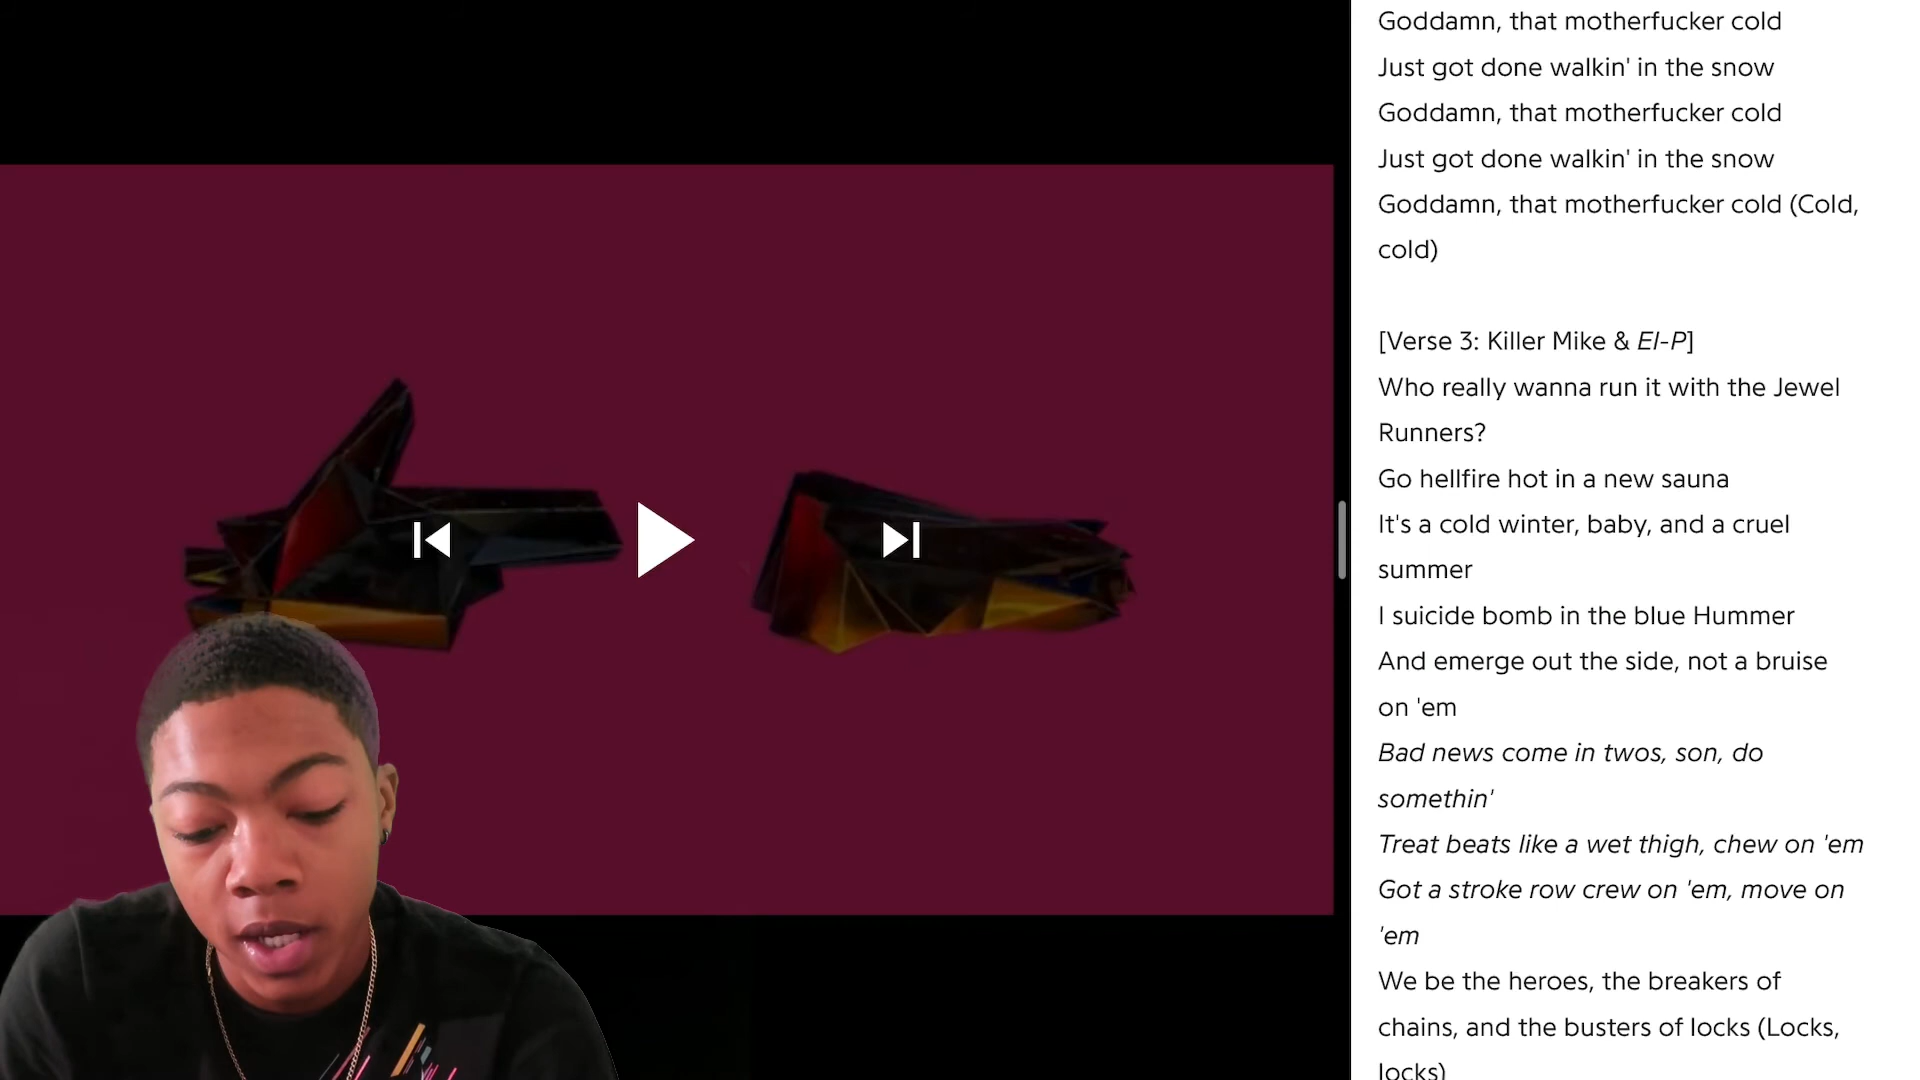 Goddamn, that motherfucker cold
Just got done walkin' in the snow
Goddamn, that motherfucker cold
Just got done walkin' in the snow
Goddamn, that motherfucker cold (Cold,
cold)
[Verse 3: Killer Mike & El-P]
Who really wanna run it with the Jewel
Runners?
Go hellfire hot in a new sauna
It's a cold winter, baby, and a cruel
summer
I suicide bomb in the blue Hummer
And emerge out the side, not a bruise
on 'em
Bad news come in twos, son, do
somethin'
Treat beats like a wet thigh, chew on 'em
Got a stroke row crew on 'em, move on
'em
We be the heroes, the breakers of
chains, and the busters of locks (Locks,
locks)